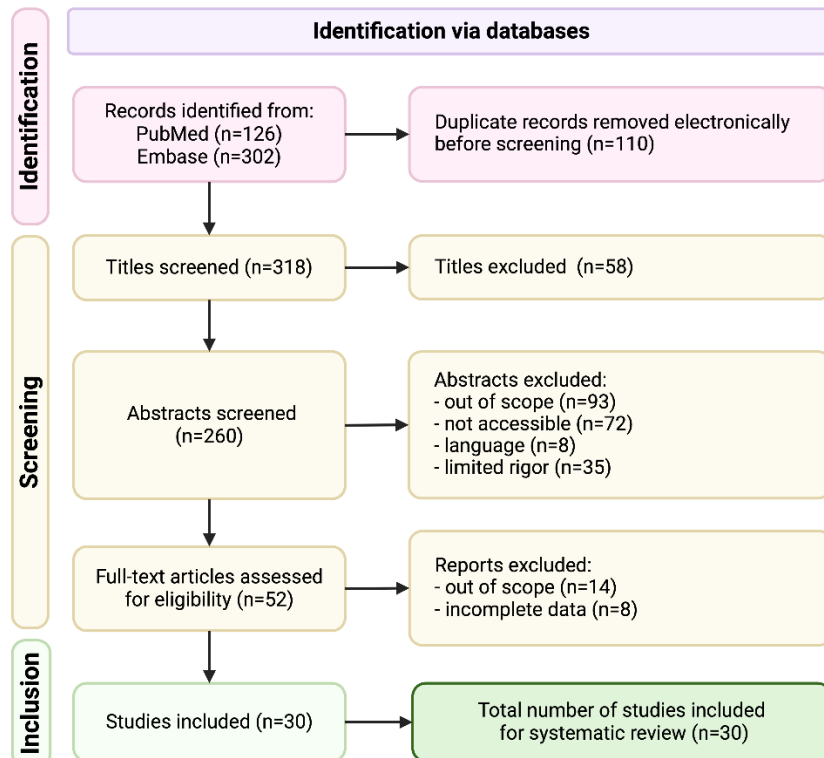 Identification via databases
Identification
Records identified from:
PubMed (n=126)
Embase (n=302)
Duplicate records removed electronically
before screening (n=110)
Screening
Titles screened (n=318)
Titles excluded (n=58)
Abstracts screened
(n=260)
Abstracts excluded:
- out of scope (n=93)
- not accessible (n=72)
- language (n=8)
- limited rigor (n=35)
Full-text articles assessed
for eligibility (n=52)
Reports excluded:
- out of scope (n=14)
- incomplete data (n=8)
Inclusion
Studies included (n=30)
Total number of studies included
for systematic review (n=30)